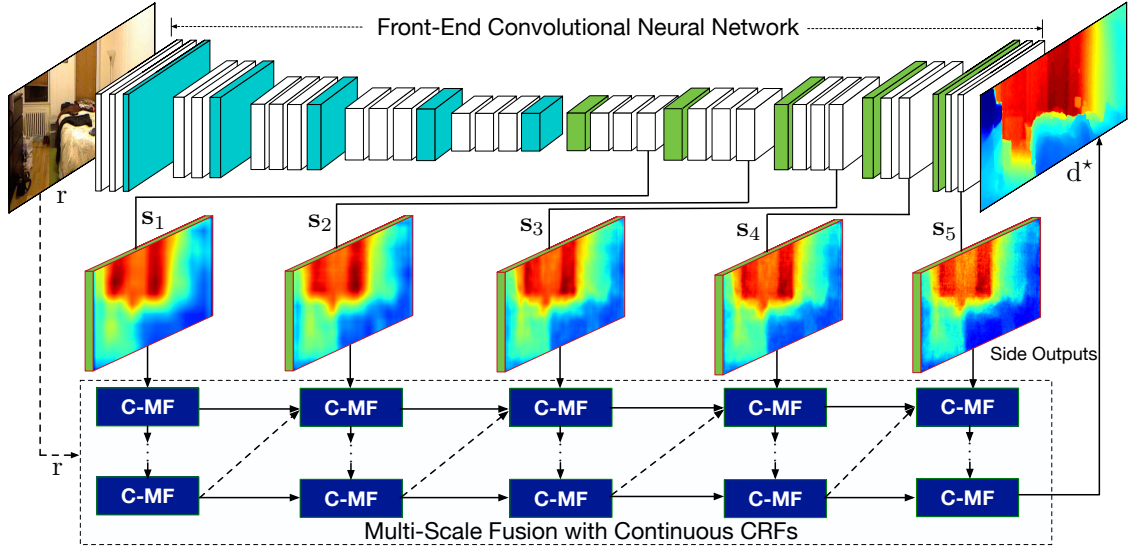 Front-End Convolutional Neural Network
r
d⋆
s₁
s₂
s₃
s₄
s₅
Side Outputs
C-MF C-MF C-MF C-MF C-MF
r
C-MF C-MF C-MF C-MF C-MF
Multi-Scale Fusion with Continuous CRFs